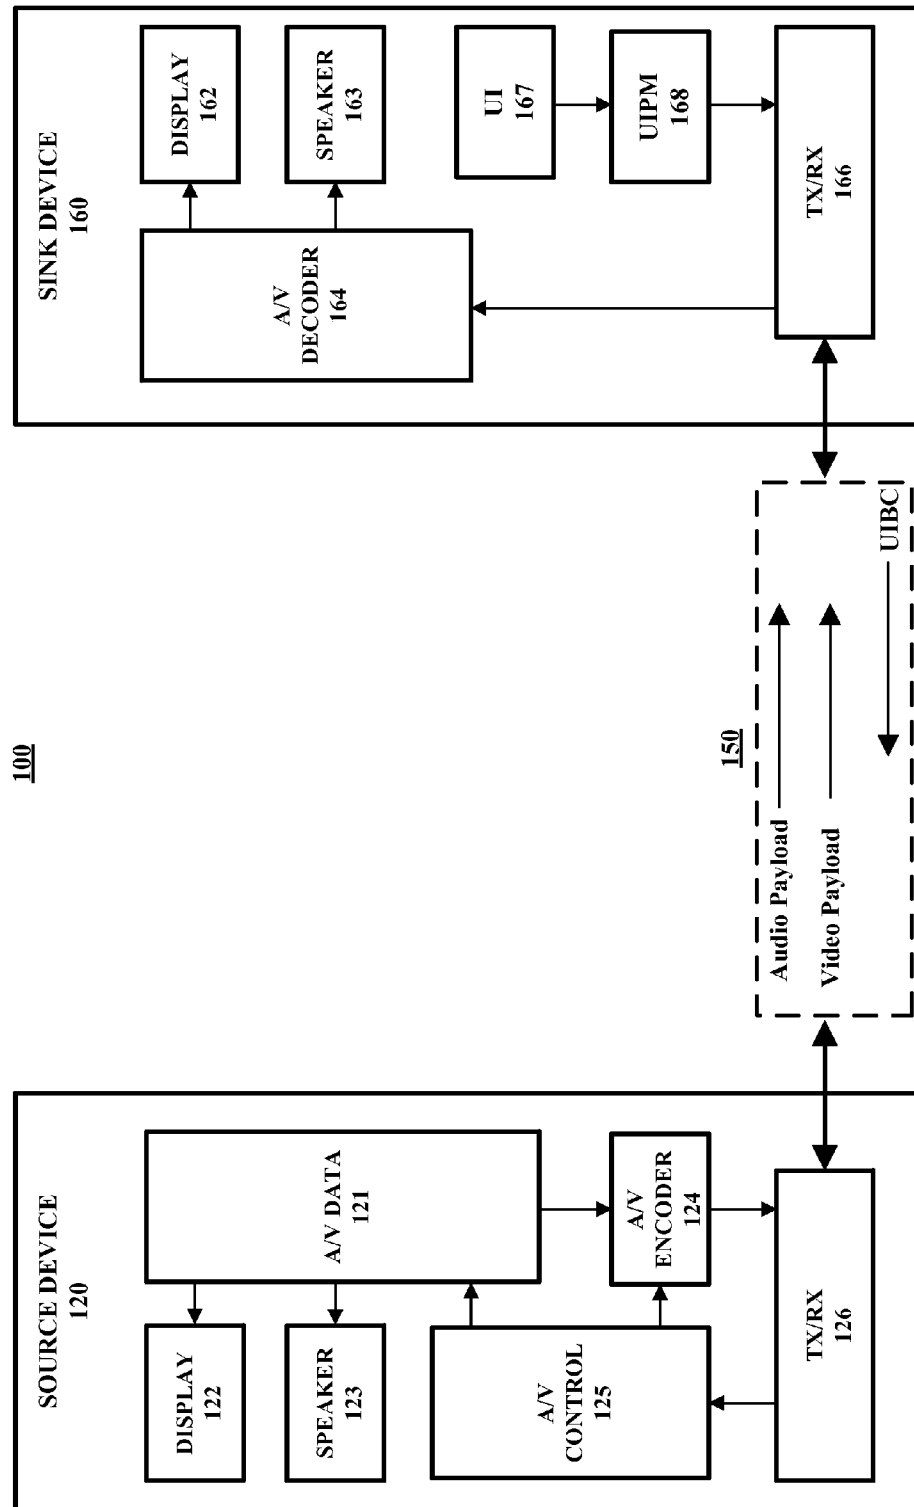 100
SOURCE DEVICE
120
DISPLAY
122
SPEAKER
123
A/V DATA
121
A/V
CONTROL
125
A/V
ENCODER
124
TX/RX
126
150
Audio Payload
Video Payload
UIBC
SINK DEVICE
160
A/V
DECODER
164
DISPLAY
162
SPEAKER
163
UI
167
UIPM
168
TX/RX
166